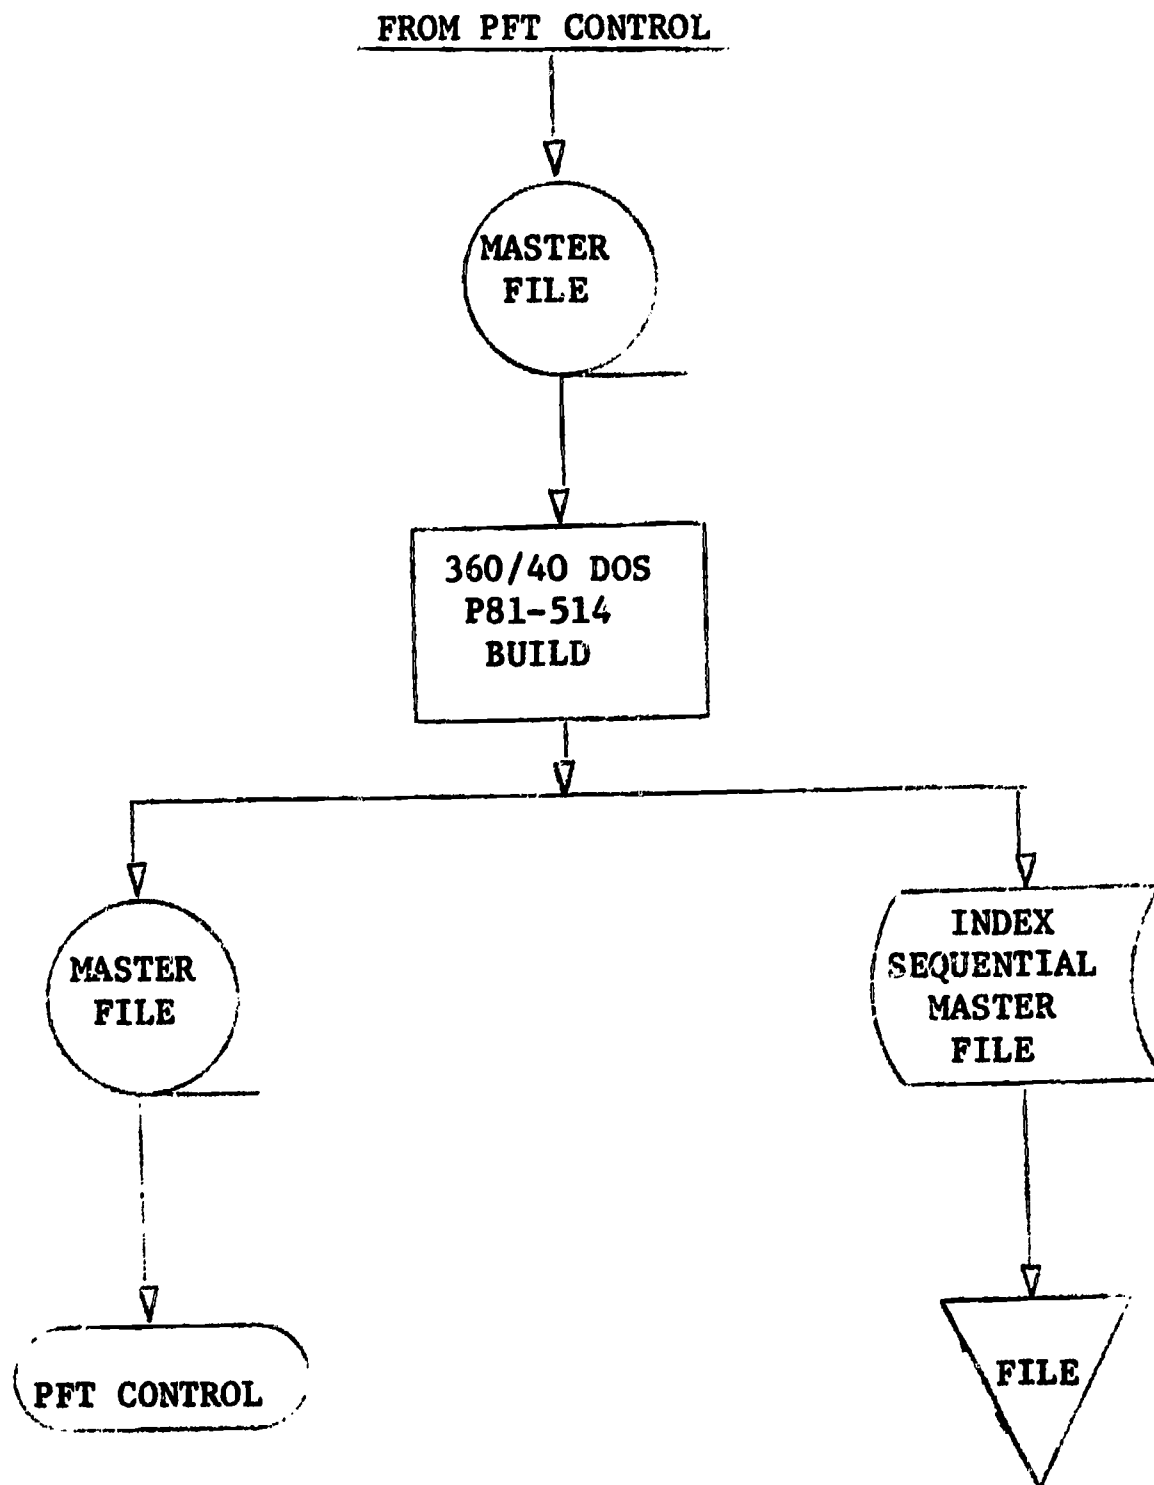 FROM PFT CONTROL
MASTER
FILE
360/40 DOS
P81-514
BUILD
MASTER
FILE
INDEX
SEQUENTIAL
MASTER
FILE
PFT CONTROL
FILE